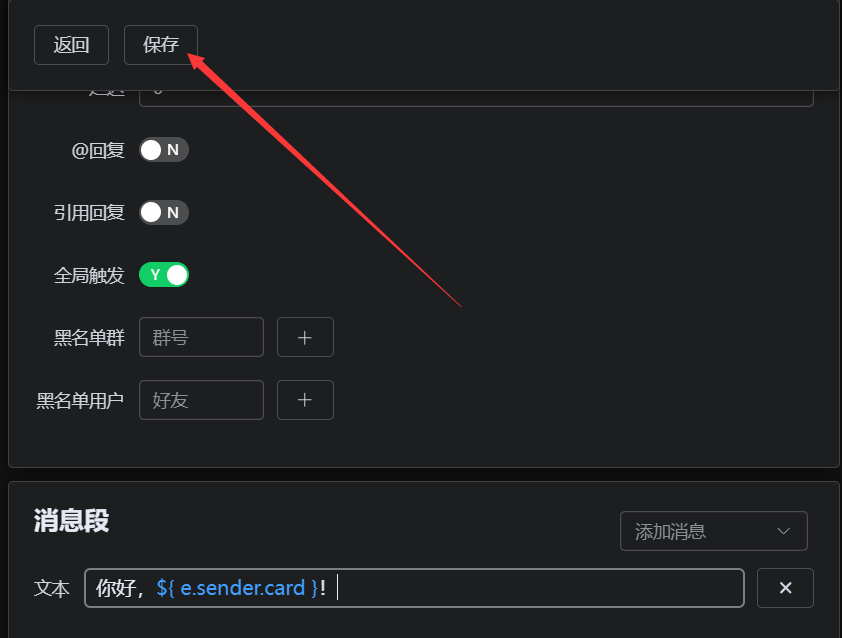 返回
保存
@回复 N
引用回复 N
全局触发 Y
黑名单群 群号 +
黑名单用户 好友 +
消息段
添加消息
文本 你好，${ e.sender.card }!